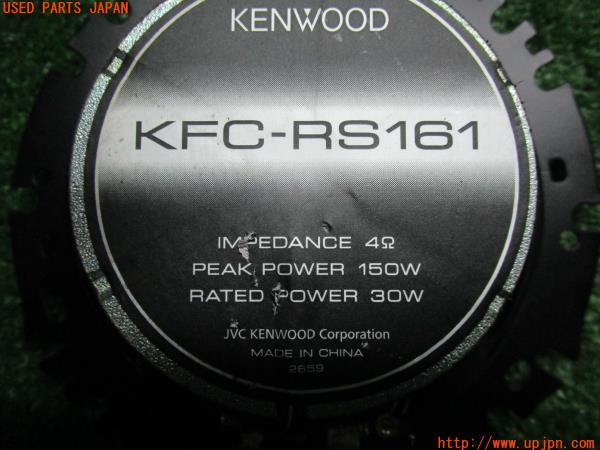 USED PARTS JAPAN
KENWOOD
KFC-RS161
IMPEDANCE 4Ω
PEAK POWER 150W
RATED POWER 30W
JVC KENWOOD Corporation
MADE IN CHINA
2659
http://www.upjpn.com/